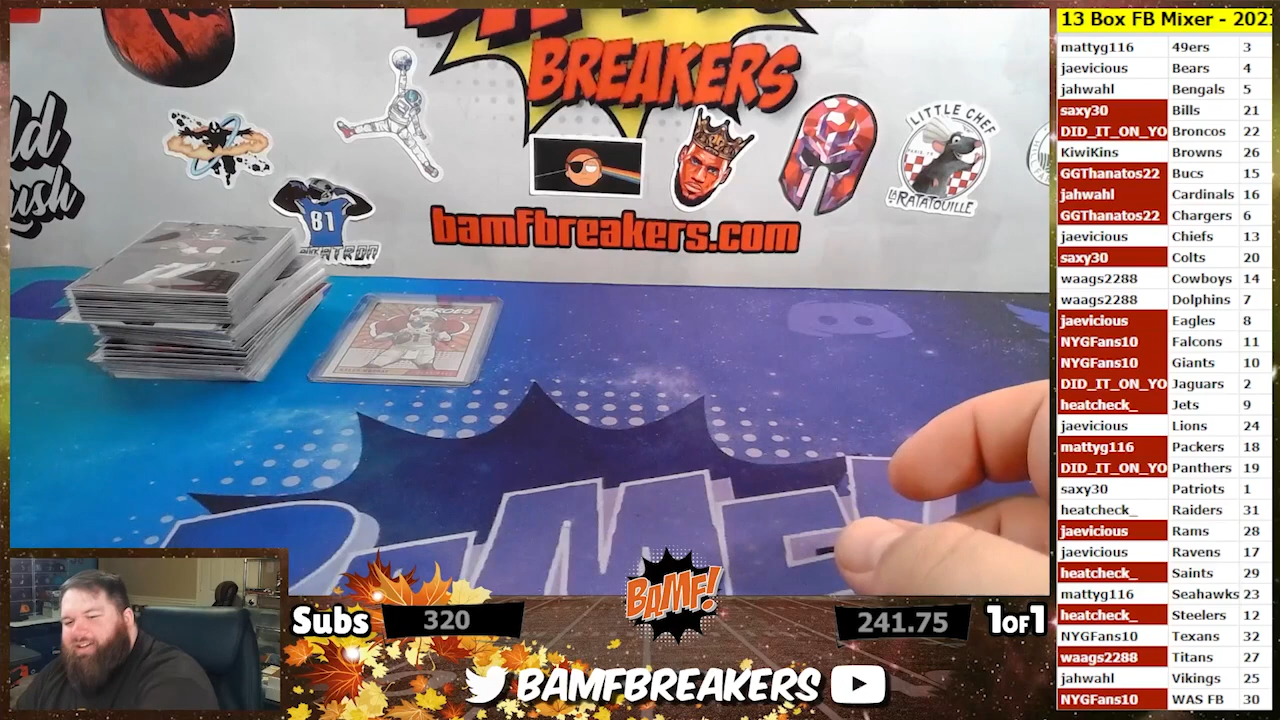 BREAKERS
LITTLE CHEF
LA RATATOUILLE
81
bamfbreakers.com
BAMF!
Subs
320
241.75
1OF1
BAMFBREAKERS
13 Box FB Mixer - 2021
mattyg116 49ers 3
jaevicious Bears 4
jahwahl Bengals 5
saxy30 Bills 21
DID_IT_ON_YO Broncos 22
KiwiKins Browns 26
GGThanatos22 Bucs 15
jahwahl Cardinals 16
GGThanatos22 Chargers 6
jaevicious Chiefs 13
saxy30 Colts 20
waags2288 Cowboys 14
waags2288 Dolphins 7
jaevicious Eagles 8
NYGFans10 Falcons 11
NYGFans10 Giants 10
DID_IT_ON_YO Jaguars 2
heatcheck_ Jets 9
jaevicious Lions 24
mattyg116 Packers 18
DID_IT_ON_YO Panthers 19
saxy30 Patriots 1
heatcheck_ Raiders 31
jaevicious Rams 28
jaevicious Ravens 17
heatcheck_ Saints 29
mattyg116 Seahawks 23
heatcheck_ Steelers 12
NYGFans10 Texans 32
waags2288 Titans 27
jahwahl Vikings 25
NYGFans10 WAS FB 30